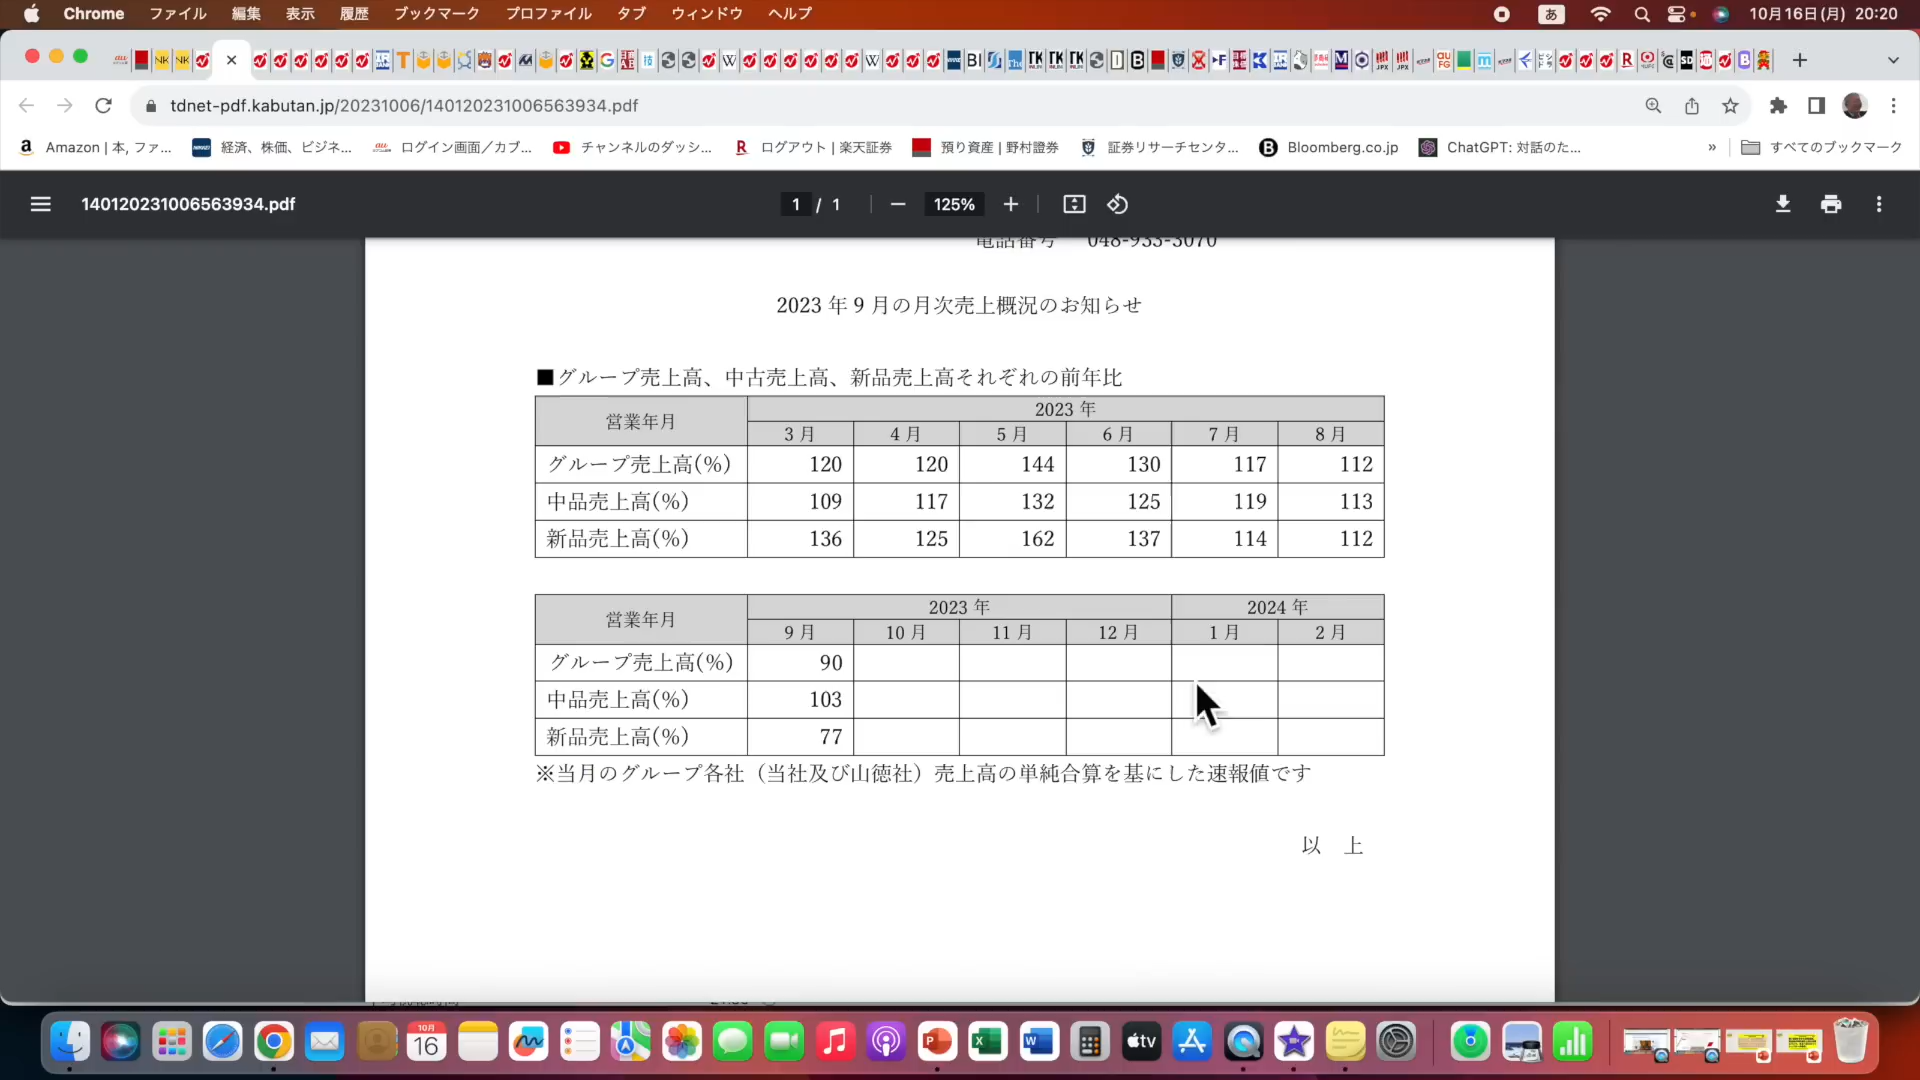 Chrome ファイル 編集 表示 履歴 ブックマーク プロファイル タブ ウィンドウ ヘルプ あ 10月16日(月) 20:20
tdnet-pdf.kabutan.jp/20231006/140120231006563934.pdf
Amazon | 本, ファ... 経済、株価、ビジネ... ログイン画面／カブ... チャンネルのダッシ... ログアウト | 楽天証券 預り資産 | 野村證券 証券リサーチセンタ... Bloomberg.co.jp ChatGPT: 対話のた... » すべてのブックマーク
140120231006563934.pdf 1 / 1 125%
電話番号 048-933-3070
2023 年 9 月の月次売上概況のお知らせ
■グループ売上高、中古売上高、新品売上高それぞれの前年比
営業年月 2023 年
3 月 4 月 5 月 6 月 7 月 8 月
グループ売上高(%) 120 120 144 130 117 112
中品売上高(%) 109 117 132 125 119 113
新品売上高(%) 136 125 162 137 114 112
営業年月 2023 年 2024 年
9 月 10 月 11 月 12 月 1 月 2 月
グループ売上高(%) 90
中品売上高(%) 103
新品売上高(%) 77
※当月のグループ各社（当社及び山徳社）売上高の単純合算を基にした速報値です
以 上
10月
16
tv